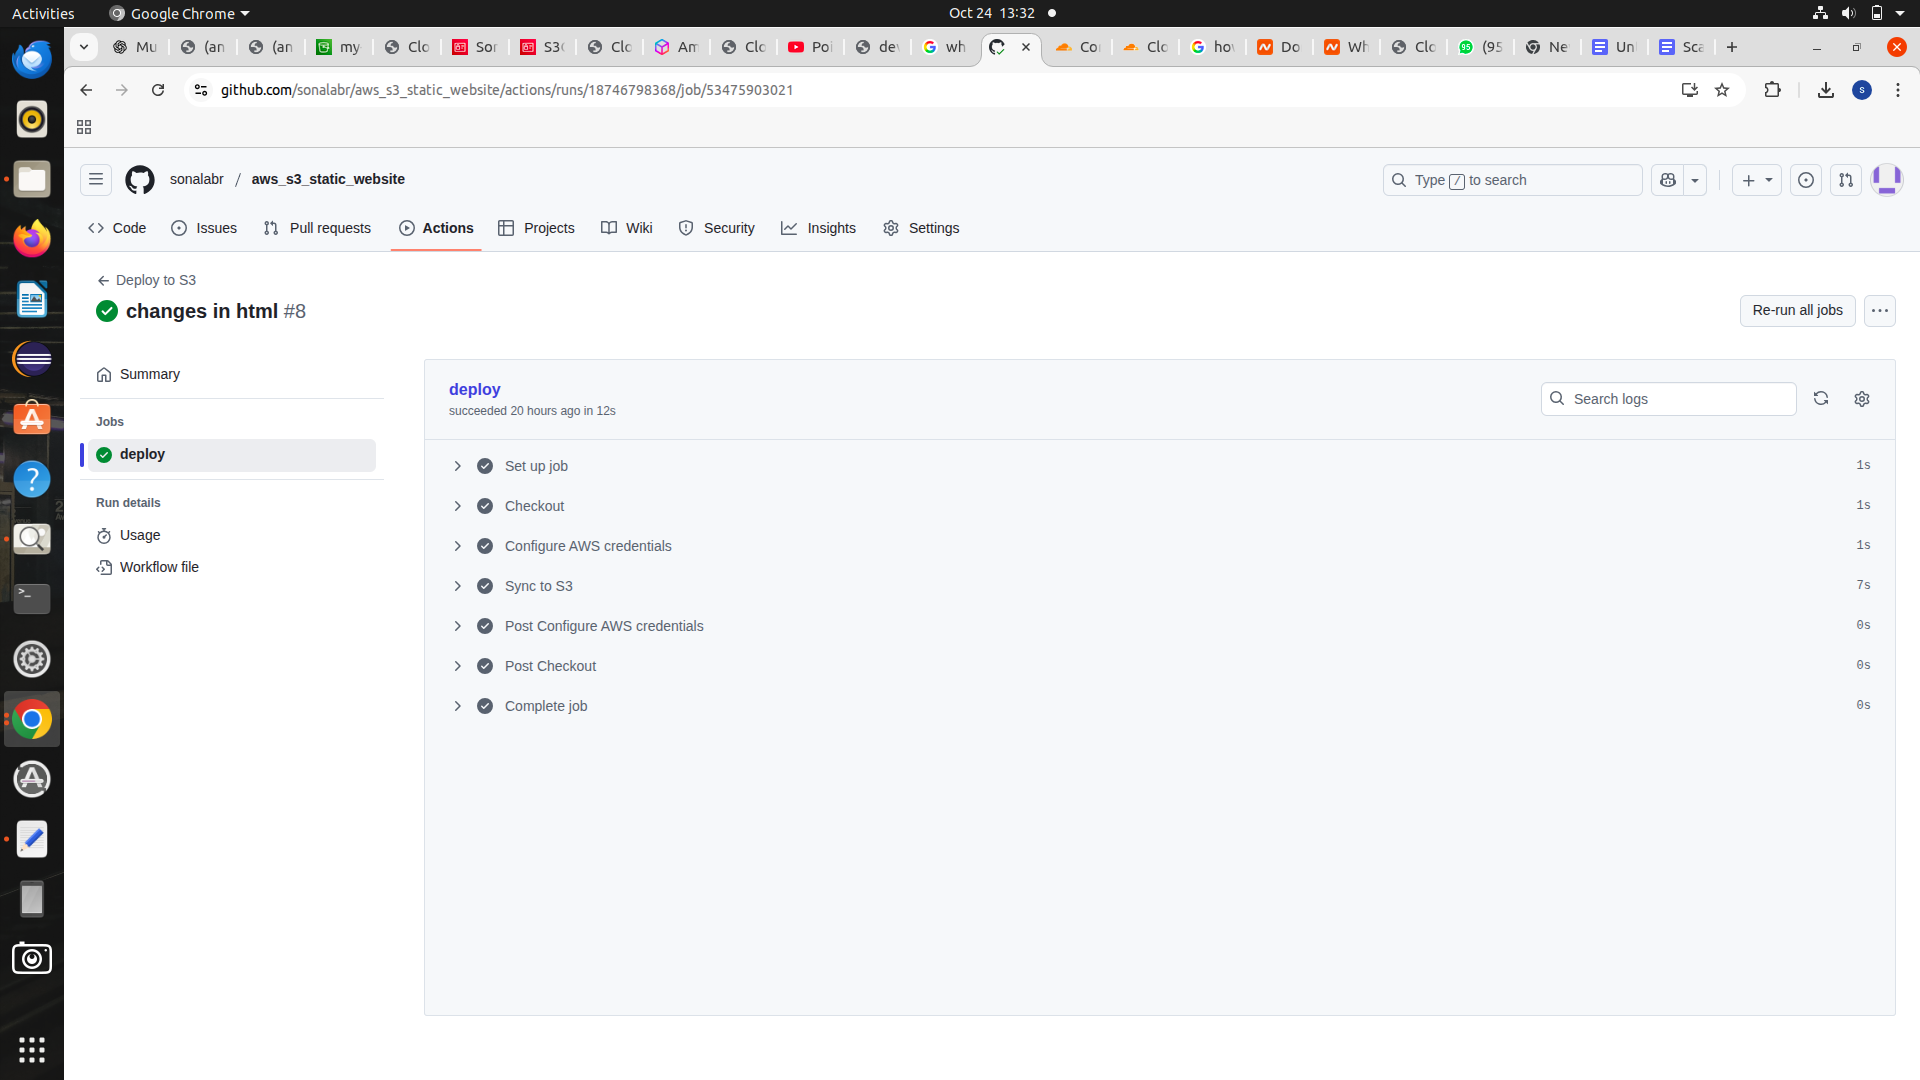 Activities
Google Chrome
Oct 24 13:32
Mu
(an
(an
my
Clo
Sor
S3
Clo
Am
Clo
Poi
dev
wh
Cor
Clo
hov
Do
Wh
Clo
(95
Ne
Un
Sca
github.com/sonalabr/aws_s3_static_website/actions/runs/18746798368/job/53475903021
S
sonalabr / aws_s3_static_website
Type / to search
Code
Issues
Pull requests
Actions
Projects
Wiki
Security
Insights
Settings
Deploy to S3
changes in html #8
Re-run all jobs
Summary
Jobs
deploy
Run details
Usage
Workflow file
deploy
succeeded 20 hours ago in 12s
Search logs
Set up job 1s
Checkout 1s
Configure AWS credentials 1s
Sync to S3 7s
Post Configure AWS credentials 0s
Post Checkout 0s
Complete job 0s